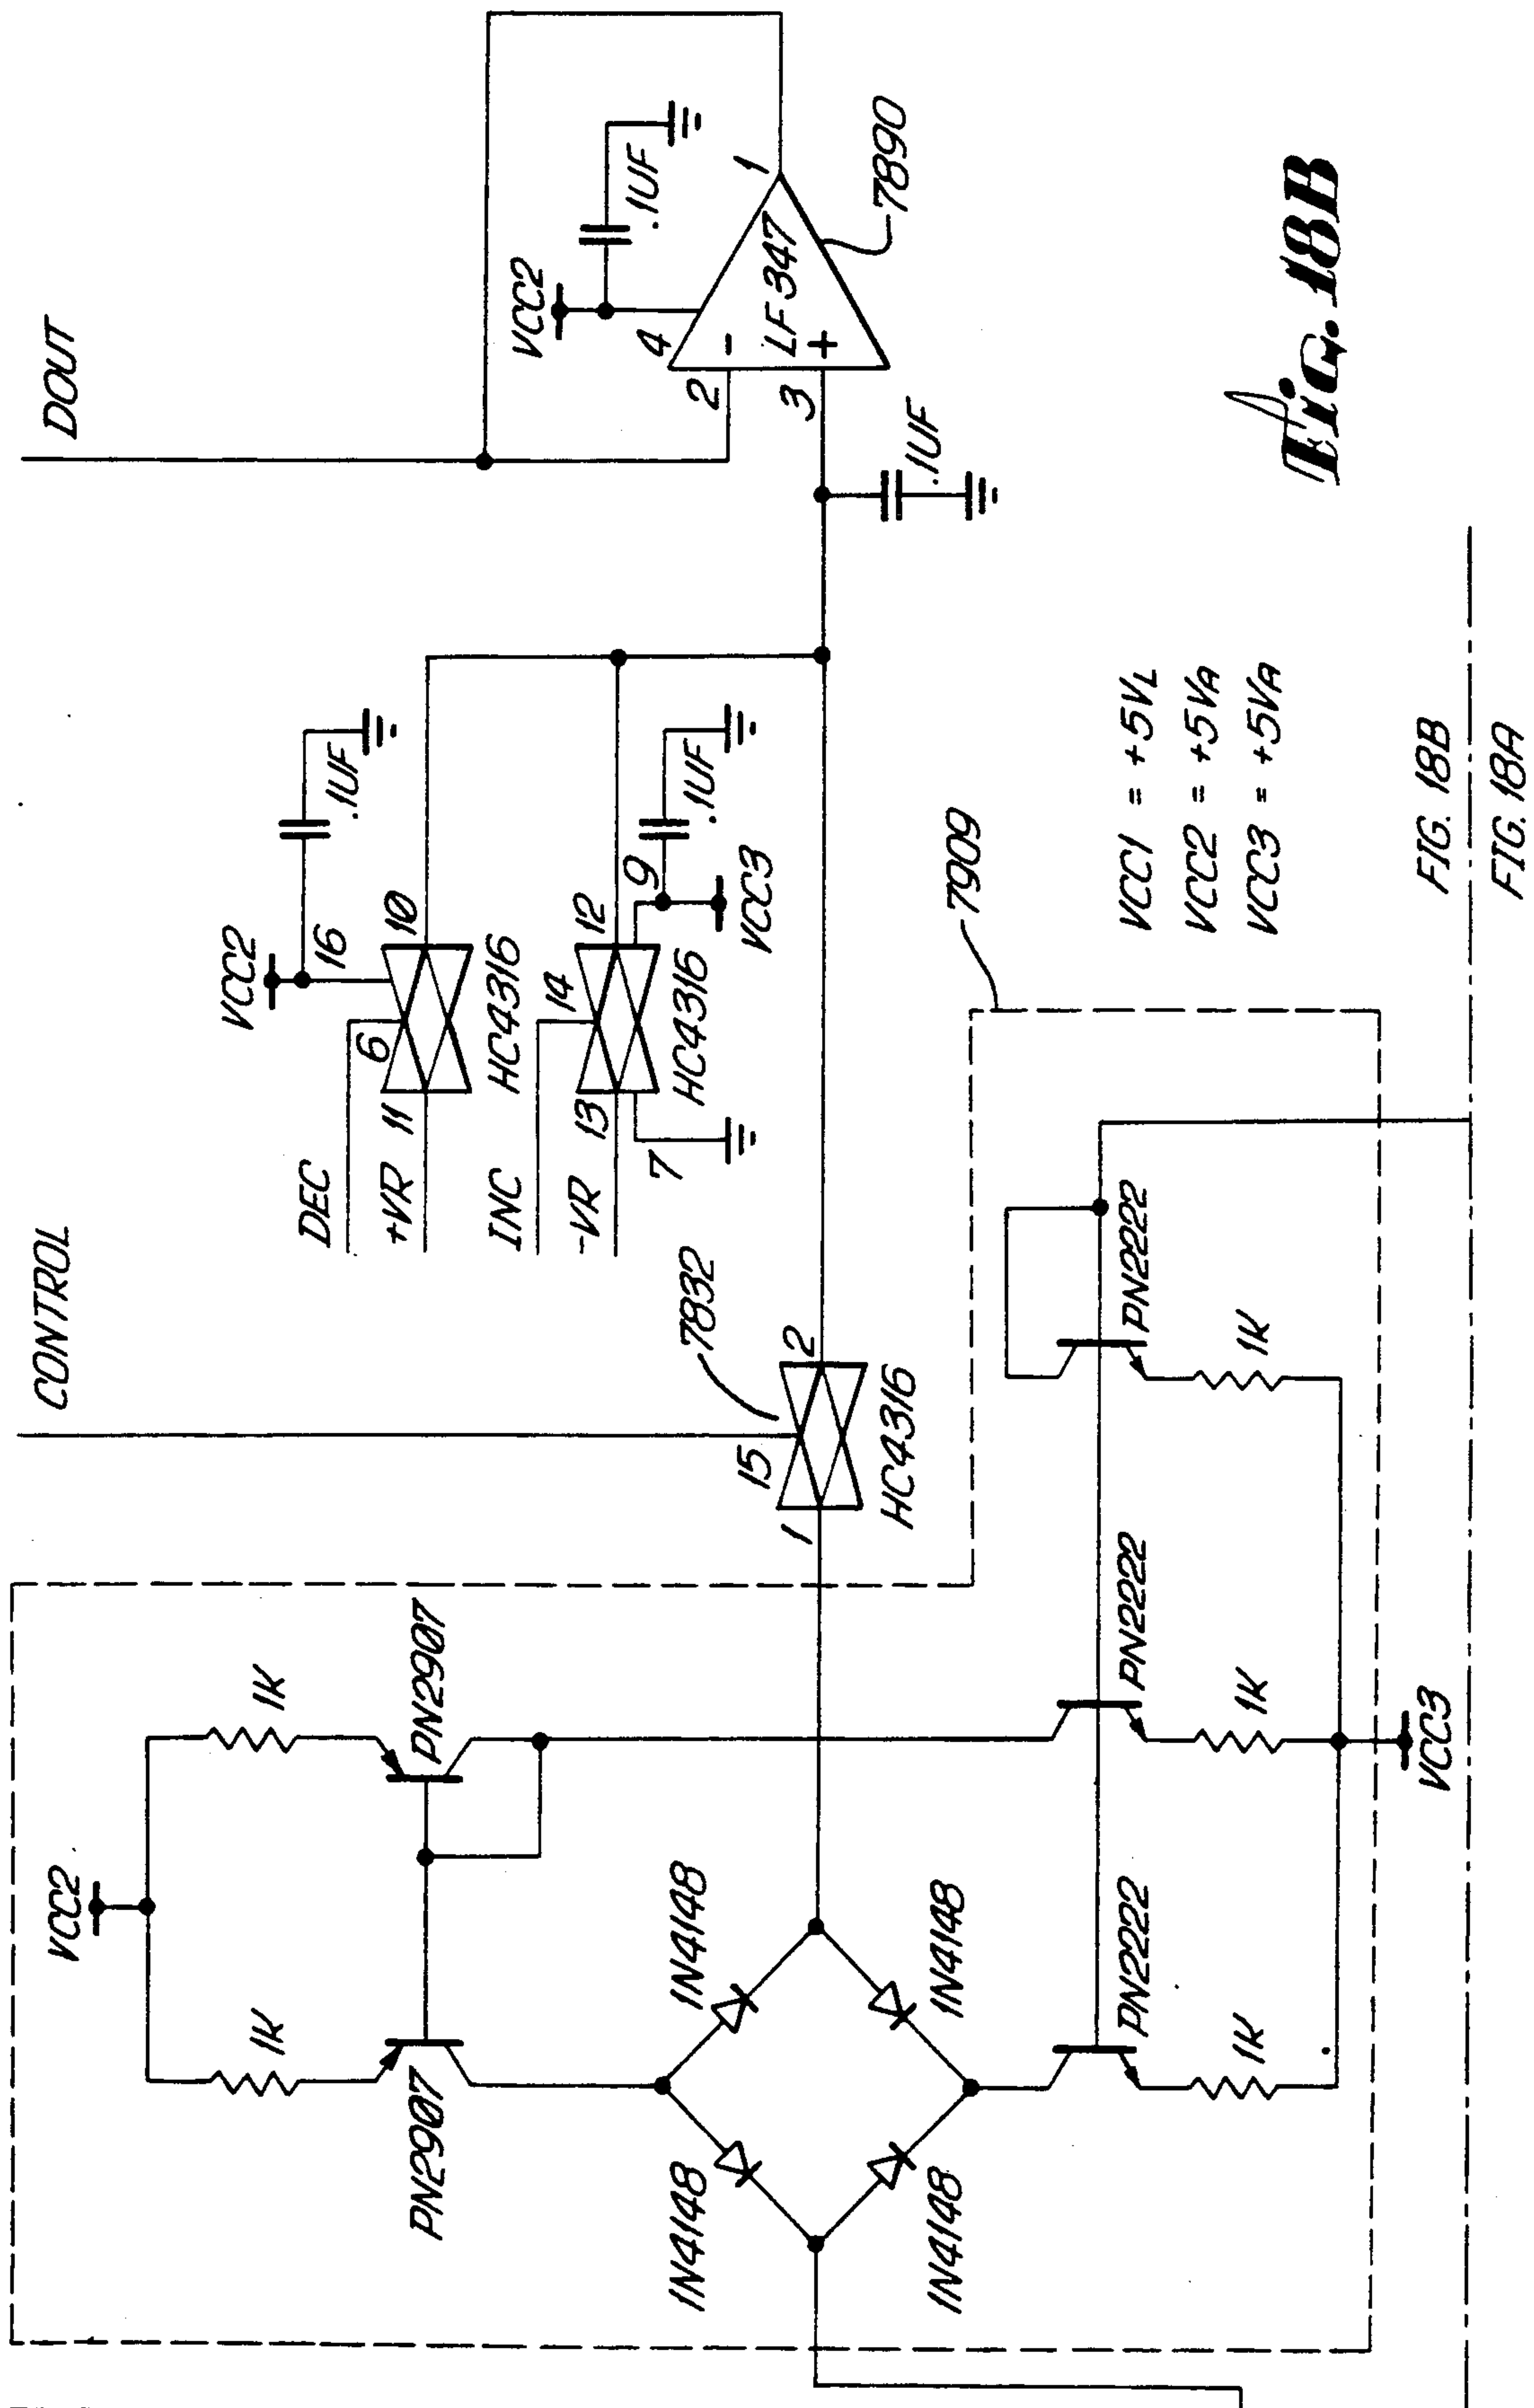 DOUT
CONTROL
VCC2
.1UF
4
1
2
-
LF347
3
+
7890
.1UF
VCC2
16
.1UF
DEC
6
+VR
11
10
HC4316
INC
14
-VR
13
12
HC4316
9
.1UF
7
VCC3
7832
15
1
2
HC4316
VCC2
1K
1K
PN2907
PN2907
1N4148
1N4148
1N4148
1N4148
PN2222
PN2222
PN2222
1K
1K
1K
VCC3
7909
VCC1 = +5VL
VCC2 = +5VA
VCC3 = +5VA
FIG. 18B
FIG. 18A
Fig. 18B